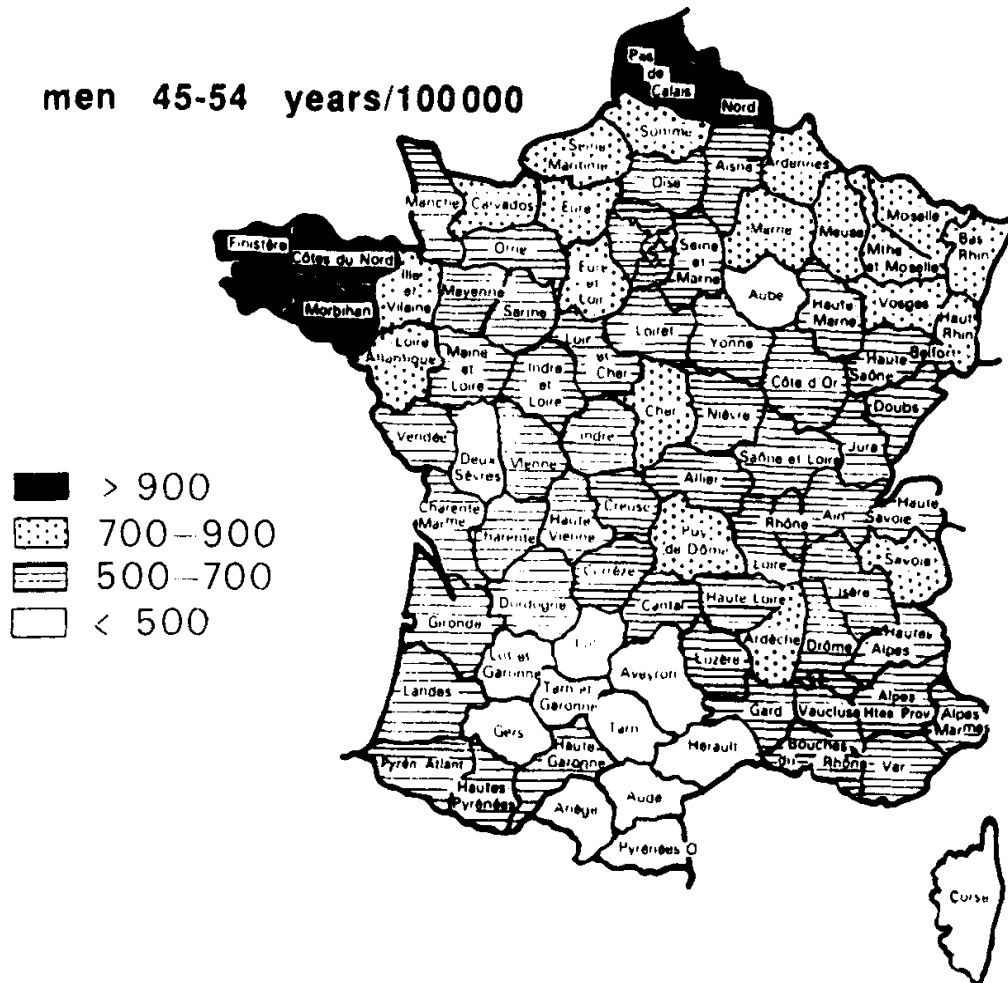 men 45-54 years/100000
Pas
de
Calais
Nord
Somme
Seine
Maritime
Aisne
Ardennes
Oise
Manche
Calvados
Eure
Marne
Meuse
Moselle
Mthe
et Moselle
Bas
Rhin
Finistère
Côtes du Nord
Orne
Seine
et
Marne
Ille
et
Vilaine
Mayenne
Eure
et
Loir
Aube
Haute
Marne
Vosges
Haut
Rhin
Morbihan
Sarine
Loiret
Yonne
Belfort
Loire
Atlantique
Maine
et
Loire
Loir
et
Cher
Indre
et
Loire
Haute
Saône
Côte d'Or
Cher
Nièvre
Doubs
Vendée
Deux
Sèvres
Vienne
Indre
Saône et Loire
Jura
Allier
> 900
700-900
500-700
< 500
Charente
Marme
Charente
Haute
Vienne
Creuse
Puy
de Dôme
Rhône
Ain
Haute
Savoie
Loire
Savoie
Corrèze
Isère
Gironde
Dordogne
Cantal
Haute Loire
Ardèche
Drôme
Hautes
Alpes
Lot
Lot et
Garonne
Aveyron
Lozère
Landes
Tarn et
Garonne
Gard
Vaucluse
Alpes
Htes Prov
Alpes
Marmes
Gers
Tarn
Hérault
Bouches
du Rhône
Var
Pyrén Atlant
Haute
Garonne
Hautes
Pyrénées
Ariège
Aude
Pyrénées O
Corse